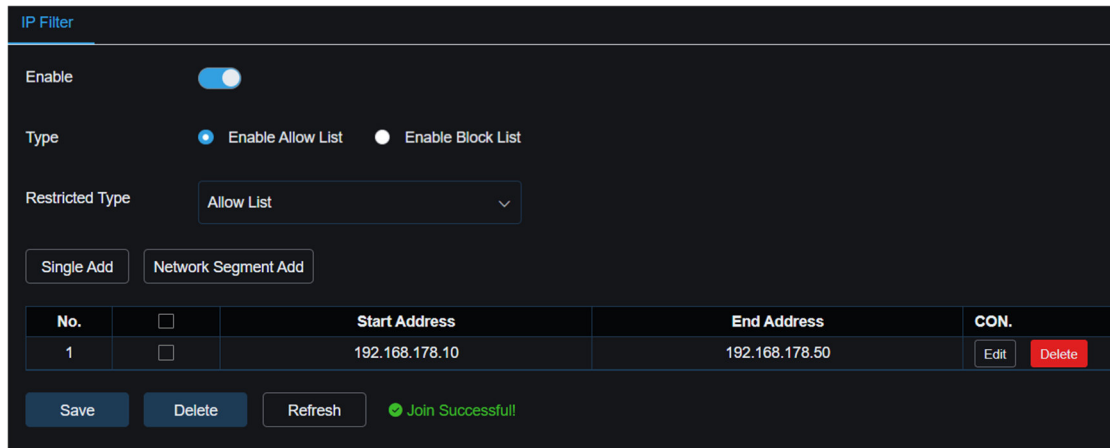 IP Filter
Enable
Type Enable Allow List Enable Block List
Restricted Type Allow List
Single Add Network Segment Add
No. Start Address End Address CON.
1 192.168.178.10 192.168.178.50 Edit Delete
Save Delete Refresh Join Successful!